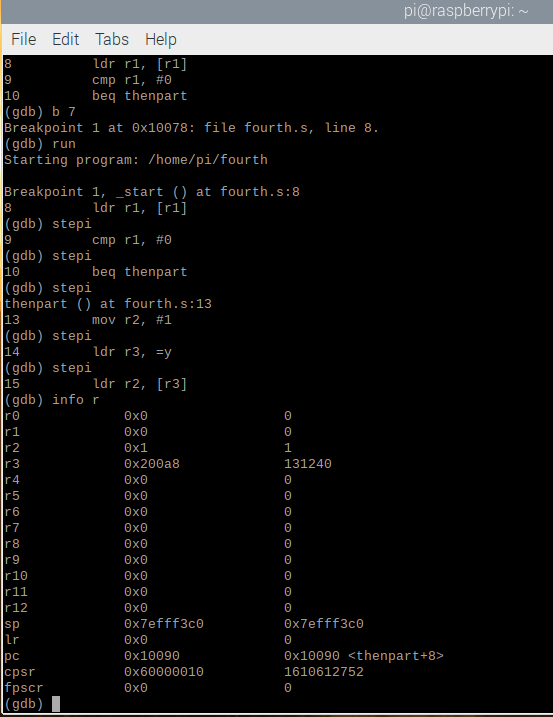 pi@raspberrypi: ~
File Edit Tabs Help
8 ldr r1, [r1]
9 cmp r1, #0
10 beq thenpart
(gdb) b 7
Breakpoint 1 at 0x10078: file fourth.s, line 8.
(gdb) run
Starting program: /home/pi/fourth
Breakpoint 1, _start () at fourth.s:8
8 ldr r1, [r1]
(gdb) stepi
9 cmp r1, #0
(gdb) stepi
10 beq thenpart
(gdb) stepi
thenpart () at fourth.s:13
13 mov r2, #1
(gdb) stepi
14 ldr r3, =y
(gdb) stepi
15 ldr r2, [r3]
(gdb) info r
r0 0x0 0
r1 0x0 0
r2 0x1 1
r3 0x200a8 131240
r4 0x0 0
r5 0x0 0
r6 0x0 0
r7 0x0 0
r8 0x0 0
r9 0x0 0
r10 0x0 0
r11 0x0 0
r12 0x0 0
sp 0x7efff3c0 0x7efff3c0
lr 0x0 0
pc 0x10090 0x10090 <thenpart+8>
cpsr 0x60000010 1610612752
fpscr 0x0 0
(gdb)